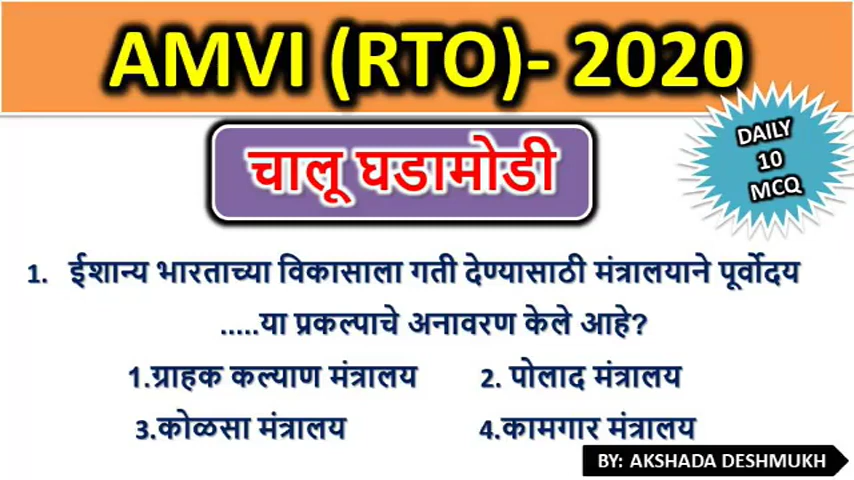 AMVI (RTO)- 2020
चालू घडामोडी
DAILY
10
MCQ
1. ईशान्य भारताच्या विकासाला गती देण्यासाठी मंत्रालयाने पूर्वोदय
.....या प्रकल्पाचे अनावरण केले आहे?
1.ग्राहक कल्याण मंत्रालय 2. पोलाद मंत्रालय
3.कोळसा मंत्रालय 4.कामगार मंत्रालय
BY: AKSHADA DESHMUKH